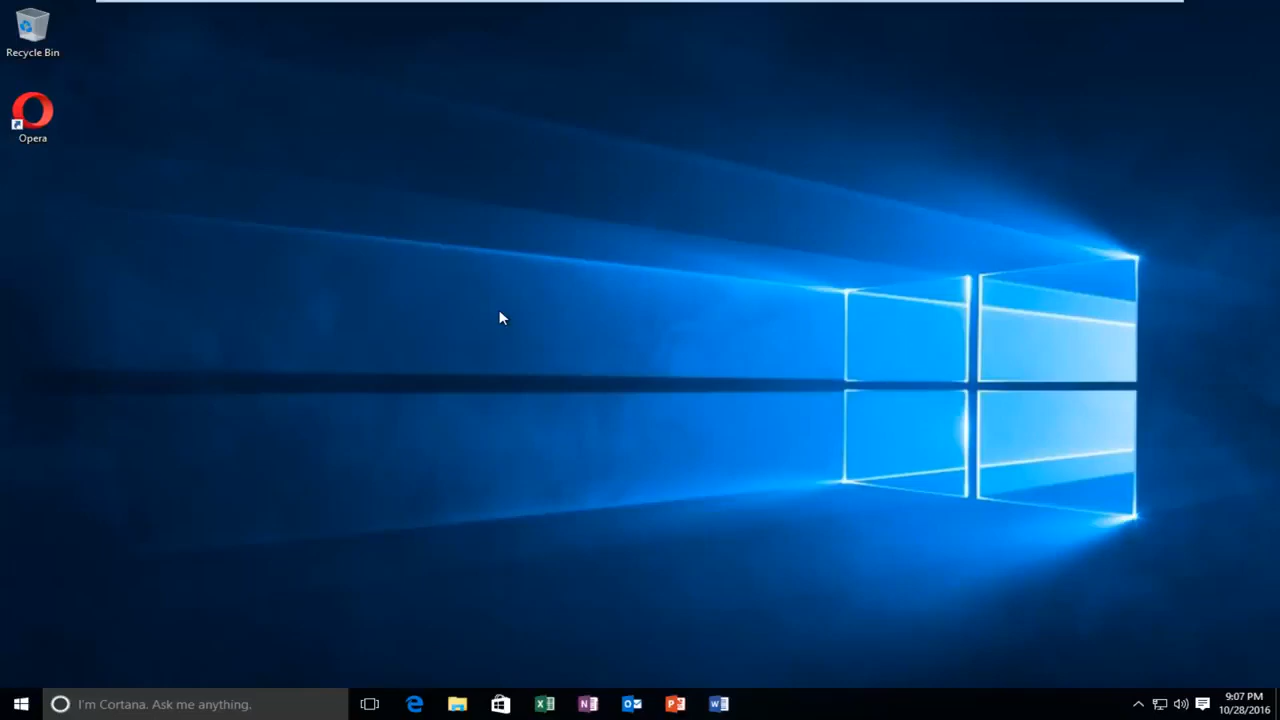 Recycle Bin
Opera
I'm Cortana. Ask me anything.
9:07 PM
10/28/2016